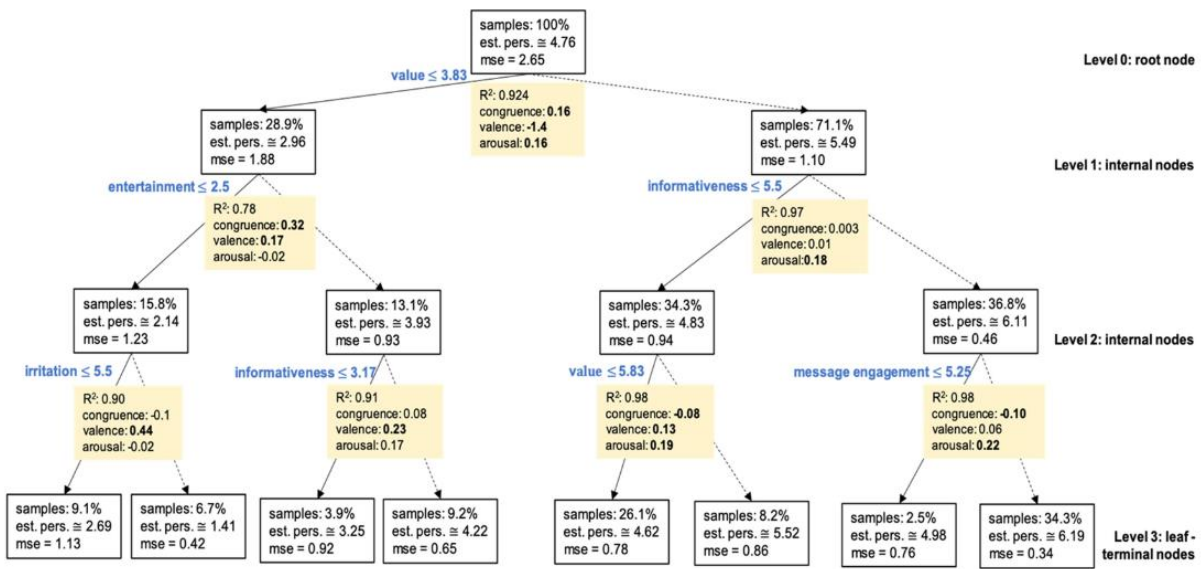 samples: 100%
est. pers. ≅ 4.76
mse = 2.65
Level 0: root node
value ≤ 3.83
R²: 0.924
congruence: 0.16
valence: -1.4
arousal: 0.16
samples: 28.9%
est. pers. ≅ 2.96
mse = 1.88
samples: 71.1%
est. pers. ≅ 5.49
mse = 1.10
Level 1: internal nodes
entertainment ≤ 2.5
R²: 0.78
congruence: 0.32
valence: 0.17
arousal: -0.02
informativeness ≤ 5.5
R²: 0.97
congruence: 0.003
valence: 0.01
arousal: 0.18
samples: 15.8%
est. pers. ≅ 2.14
mse = 1.23
samples: 13.1%
est. pers. ≅ 3.93
mse = 0.93
samples: 34.3%
est. pers. ≅ 4.83
mse = 0.94
samples: 36.8%
est. pers. ≅ 6.11
mse = 0.46
Level 2: internal nodes
irritation ≤ 5.5
R²: 0.90
congruence: -0.1
valence: 0.44
arousal: -0.02
informativeness ≤ 3.17
R²: 0.91
congruence: 0.08
valence: 0.23
arousal: 0.17
value ≤ 5.83
R²: 0.98
congruence: -0.08
valence: 0.13
arousal: 0.19
message engagement ≤ 5.25
R²: 0.98
congruence: -0.10
valence: 0.06
arousal: 0.22
samples: 9.1%
est. pers. ≅ 2.69
mse = 1.13
samples: 6.7%
est. pers. ≅ 1.41
mse = 0.42
samples: 3.9%
est. pers. ≅ 3.25
mse = 0.92
samples: 9.2%
est. pers. ≅ 4.22
mse = 0.65
samples: 26.1%
est. pers. ≅ 4.62
mse = 0.78
samples: 8.2%
est. pers. ≅ 5.52
mse = 0.86
samples: 2.5%
est. pers. ≅ 4.98
mse = 0.76
samples: 34.3%
est. pers. ≅ 6.19
mse = 0.34
Level 3: leaf -
terminal nodes